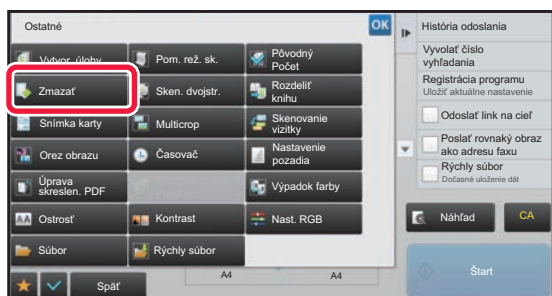 Ostatné
OK
Vytvor. úlohy
Pom. rež. sk.
Pôvodný
Počet
Zmazať
Sken. dvojstr.
Rozdeliť
knihu
Snímka karty
Multicrop
Skenovanie
vizitky
Orez obrazu
Časovač
Nastavenie
pozadia
Úprava
skreslen. PDF
Výpadok farby
AA Ostrosť
Kontrast
Nast. RGB
Súbor
Rýchly súbor
Späť
A4
A4
História odoslania
Vyvolať číslo
vyhľadania
Registrácia programu
Uložiť aktuálne nastavenie
Odoslať link na cieľ
Poslať rovnaký obraz
ako adresu faxu
Rýchly súbor
Dočasné uloženie dát
Náhľad
CA
Štart